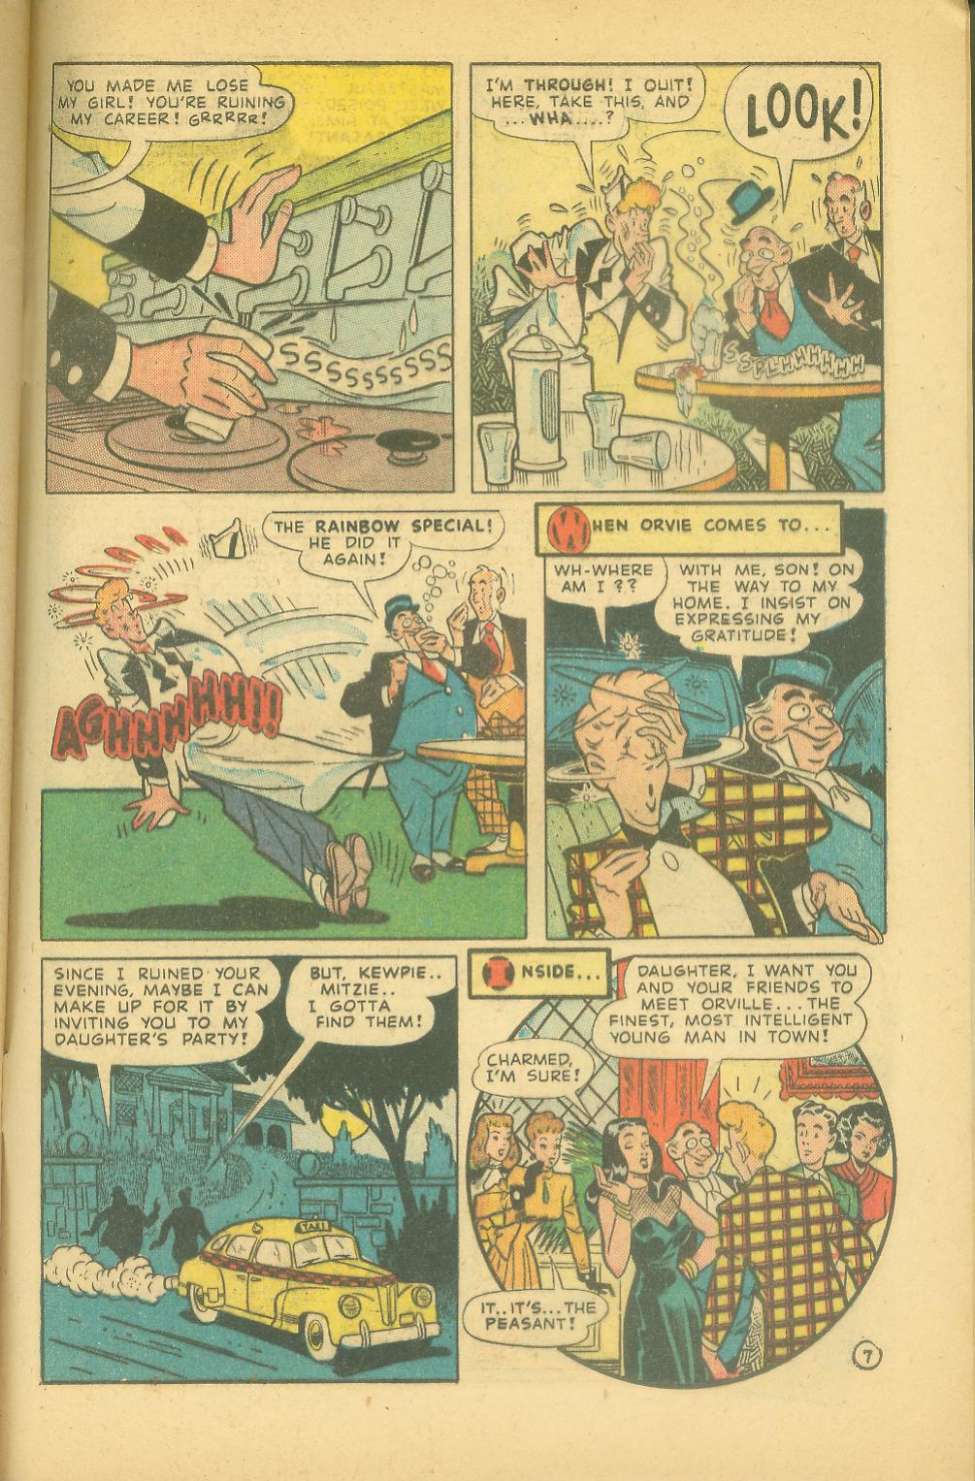 YOU MADE ME LOSE
MY GIRL! YOU'RE RUINING
MY CAREER! GRRRRR!
SSSSSSSSSS
I'M THROUGH! I QUIT!
HERE, TAKE THIS, AND
...WHA....?
LOOK!
SSPLHHHHHH
THE RAINBOW SPECIAL!
HE DID IT
AGAIN!
AGHHHHHH!!
WHEN ORVIE COMES TO...
WH-WHERE
AM I ??
WITH ME, SON! ON
THE WAY TO MY
HOME. I INSIST ON
EXPRESSING MY
GRATITUDE!
SINCE I RUINED YOUR
EVENING, MAYBE I CAN
MAKE UP FOR IT BY
INVITING YOU TO MY
DAUGHTER'S PARTY!
BUT, KEWPIE..
MITZIE..
I GOTTA
FIND THEM!
TAXI
INSIDE...
DAUGHTER, I WANT YOU
AND YOUR FRIENDS TO
MEET ORVILLE...THE
FINEST, MOST INTELLIGENT
YOUNG MAN IN TOWN!
CHARMED,
I'M SURE!
IT..IT'S...THE
PEASANT!
7